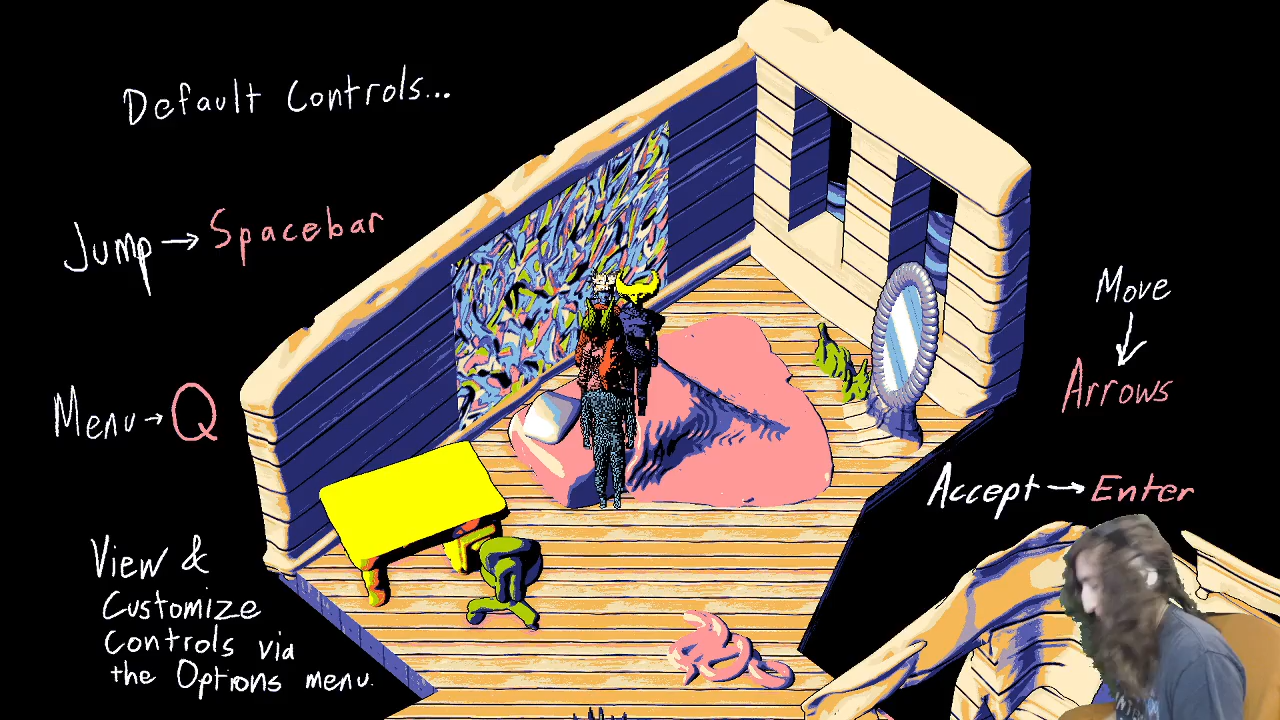 Default Controls...
Jump → Spacebar
Menu → Q
View &
Customize
Controls via
the Options menu.
Move
↓
Arrows
Accept → Enter